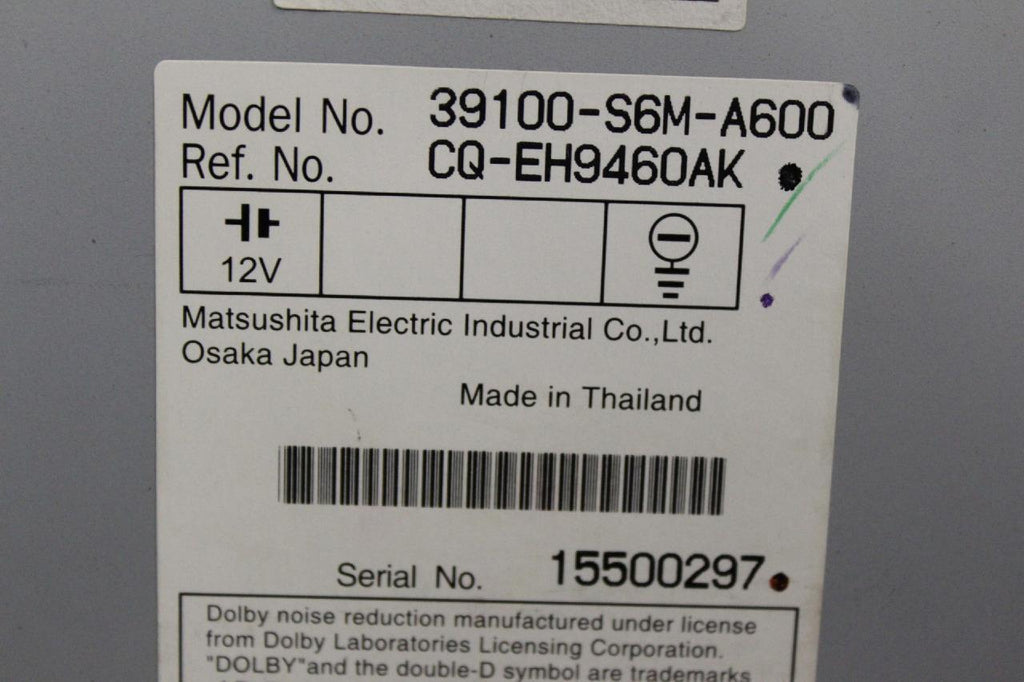 Model No. 39100-S6M-A600
Ref. No. CQ-EH9460AK
12V
Matsushita Electric Industrial Co.,Ltd.
Osaka Japan
Made in Thailand
Serial No. 15500297
Dolby noise reduction manufactured under license
from Dolby Laboratories Licensing Corporation.
"DOLBY"and the double-D symbol are trademarks